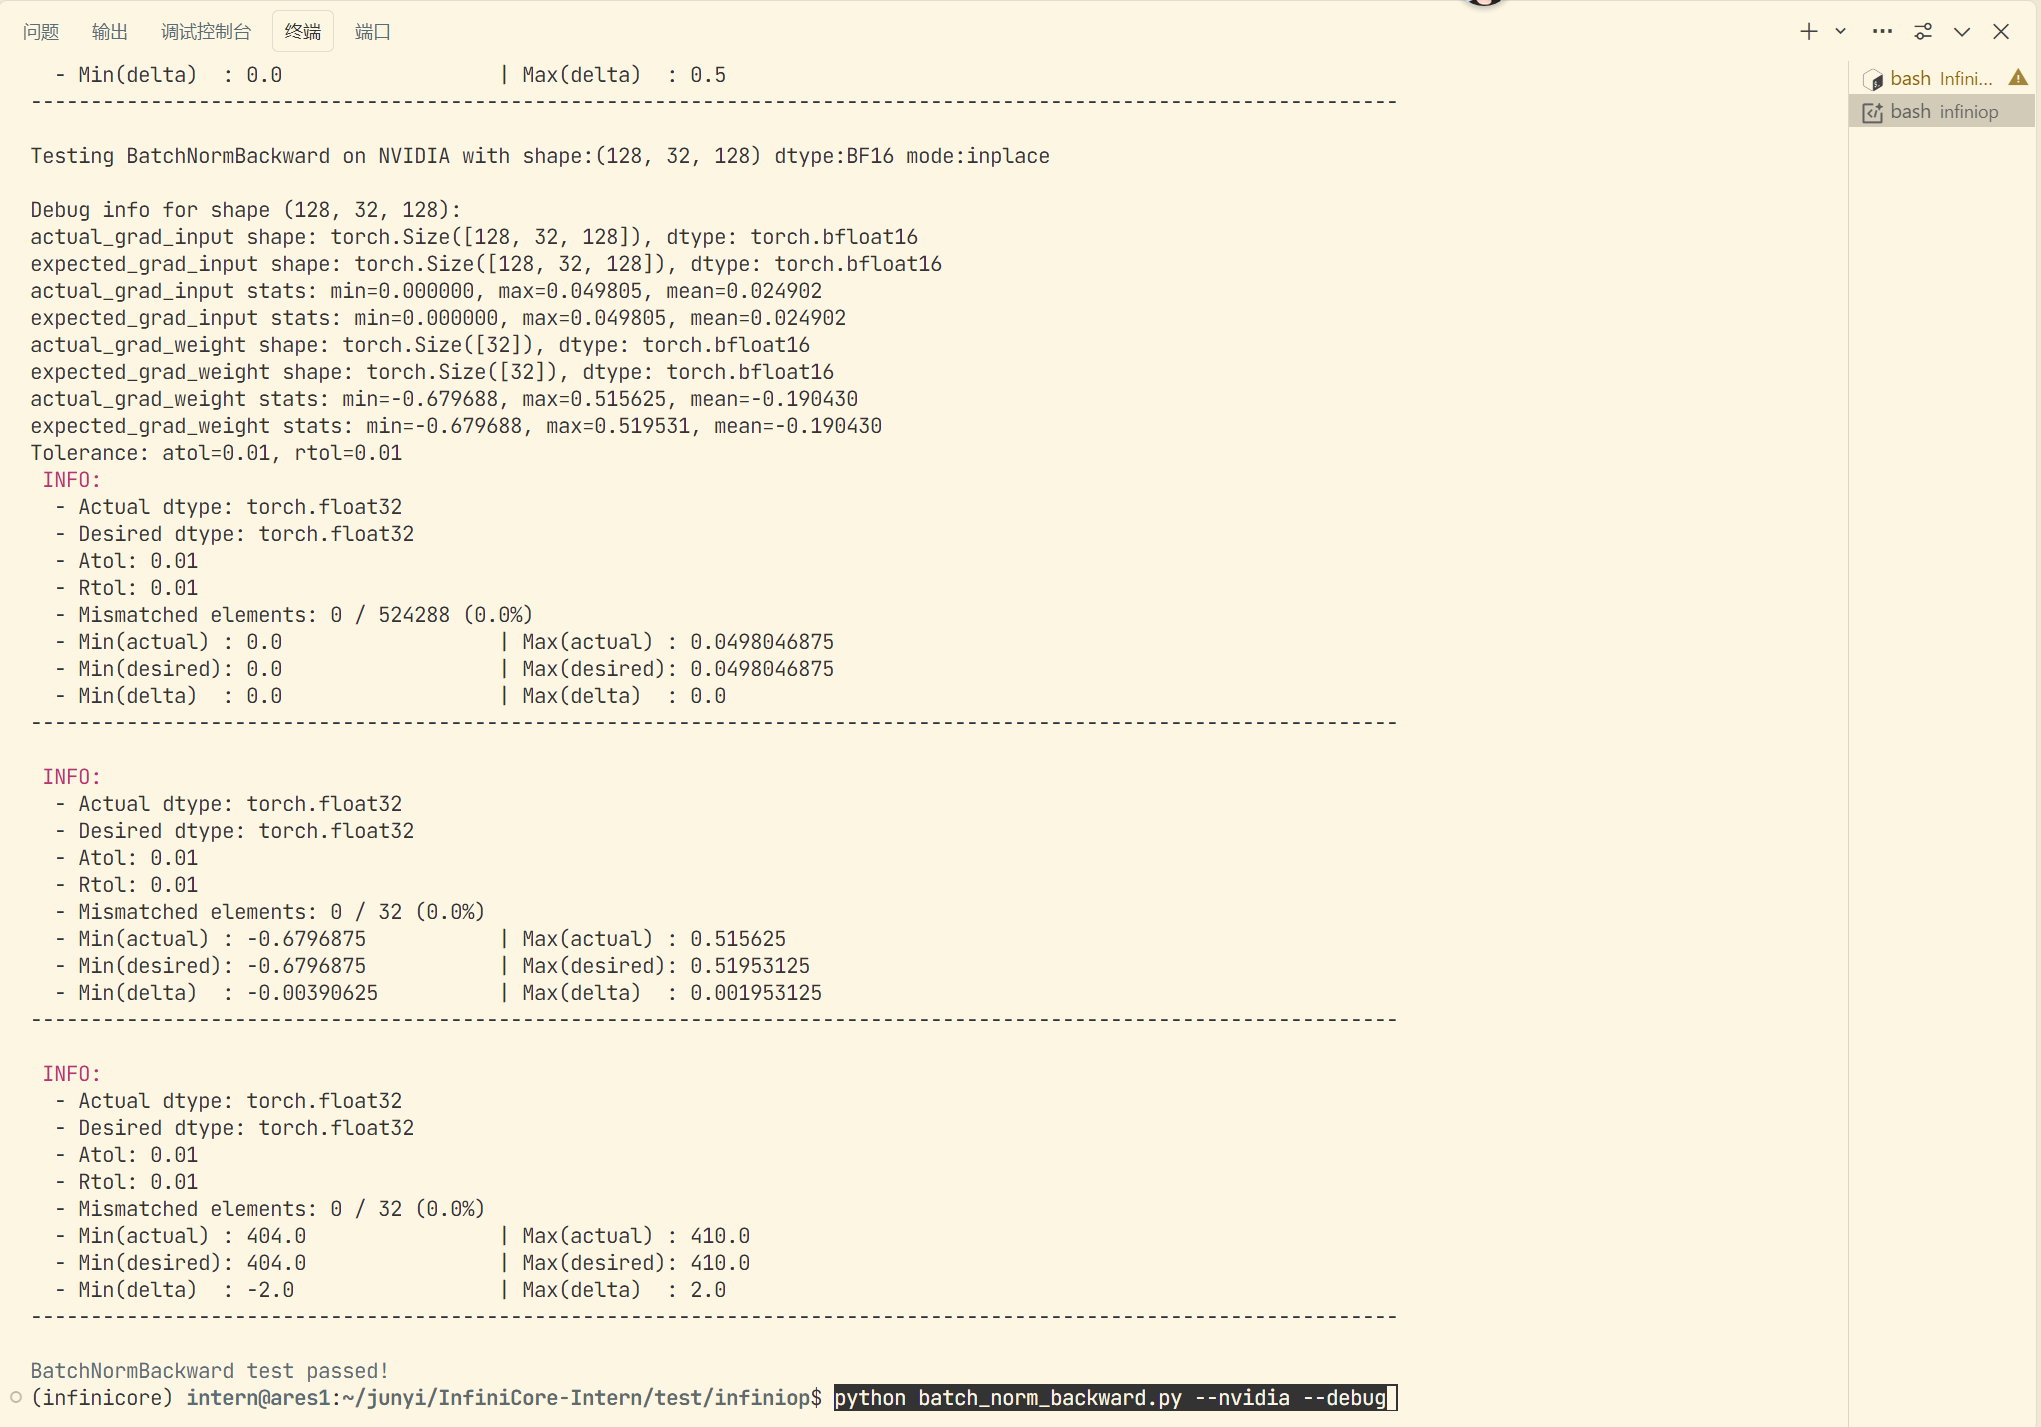 问题 输出 调试控制台 终端 端口
bash Infini...
bash infiniop
- Min(delta)  : 0.0                  | Max(delta)  : 0.5
------------------------------------------------------------------------------------------------------------------
Testing BatchNormBackward on NVIDIA with shape:(128, 32, 128) dtype:BF16 mode:inplace
Debug info for shape (128, 32, 128):
actual_grad_input shape: torch.Size([128, 32, 128]), dtype: torch.bfloat16
expected_grad_input shape: torch.Size([128, 32, 128]), dtype: torch.bfloat16
actual_grad_input stats: min=0.000000, max=0.049805, mean=0.024902
expected_grad_input stats: min=0.000000, max=0.049805, mean=0.024902
actual_grad_weight shape: torch.Size([32]), dtype: torch.bfloat16
expected_grad_weight shape: torch.Size([32]), dtype: torch.bfloat16
actual_grad_weight stats: min=-0.679688, max=0.515625, mean=-0.190430
expected_grad_weight stats: min=-0.679688, max=0.519531, mean=-0.190430
Tolerance: atol=0.01, rtol=0.01
INFO:
- Actual dtype: torch.float32
- Desired dtype: torch.float32
- Atol: 0.01
- Rtol: 0.01
- Mismatched elements: 0 / 524288 (0.0%)
- Min(actual) : 0.0                  | Max(actual) : 0.0498046875
- Min(desired): 0.0                  | Max(desired): 0.0498046875
- Min(delta)  : 0.0                  | Max(delta)  : 0.0
------------------------------------------------------------------------------------------------------------------
INFO:
- Actual dtype: torch.float32
- Desired dtype: torch.float32
- Atol: 0.01
- Rtol: 0.01
- Mismatched elements: 0 / 32 (0.0%)
- Min(actual) : -0.6796875           | Max(actual) : 0.515625
- Min(desired): -0.6796875           | Max(desired): 0.51953125
- Min(delta)  : -0.00390625          | Max(delta)  : 0.001953125
------------------------------------------------------------------------------------------------------------------
INFO:
- Actual dtype: torch.float32
- Desired dtype: torch.float32
- Atol: 0.01
- Rtol: 0.01
- Mismatched elements: 0 / 32 (0.0%)
- Min(actual) : 404.0                | Max(actual) : 410.0
- Min(desired): 404.0                | Max(desired): 410.0
- Min(delta)  : -2.0                 | Max(delta)  : 2.0
------------------------------------------------------------------------------------------------------------------
BatchNormBackward test passed!
(infinicore) intern@ares1:~/junyi/InfiniCore-Intern/test/infiniop$ python batch_norm_backward.py --nvidia --debug